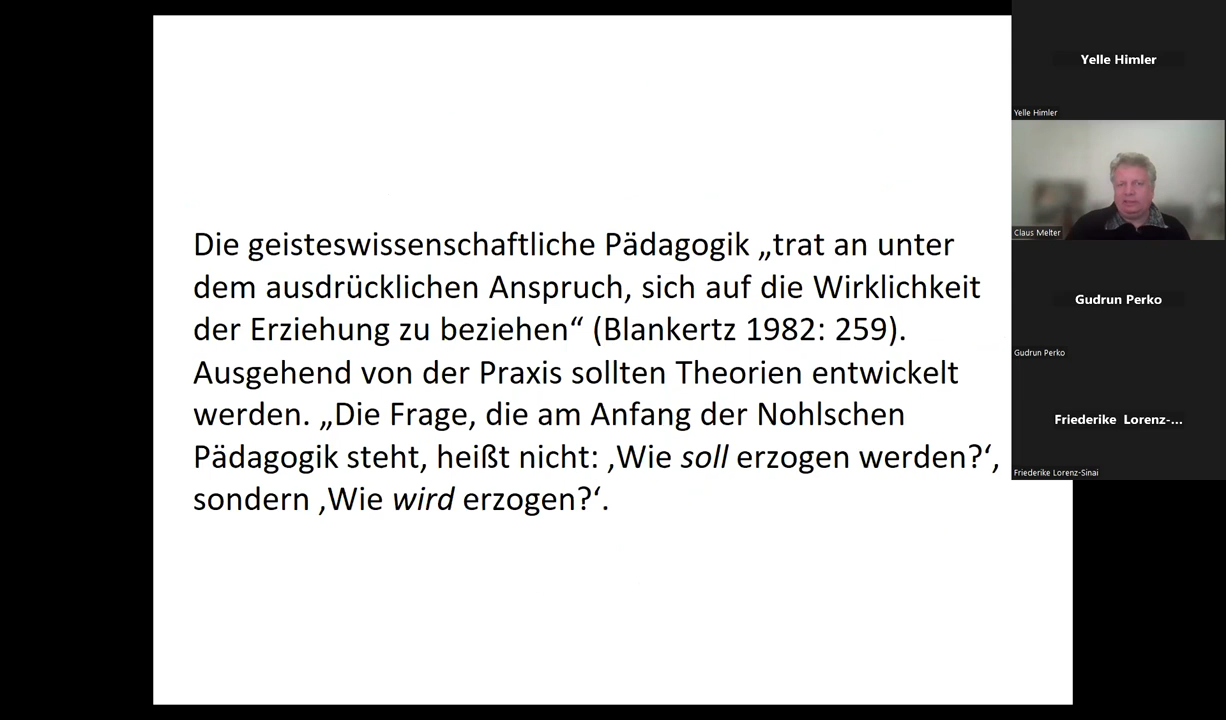 Die geisteswissenschaftliche Pädagogik „trat an unter
dem ausdrücklichen Anspruch, sich auf die Wirklichkeit
der Erziehung zu beziehen“ (Blankertz 1982: 259).
Ausgehend von der Praxis sollten Theorien entwickelt
werden. „Die Frage, die am Anfang der Nohlschen
Pädagogik steht, heißt nicht: ‚Wie soll erzogen werden?‘,
sondern ‚Wie wird erzogen?‘.
Yelle Himler
Yelle Himler
Claus Melter
Gudrun Perko
Gudrun Perko
Friederike Lorenz-...
Friederike Lorenz-Sinai